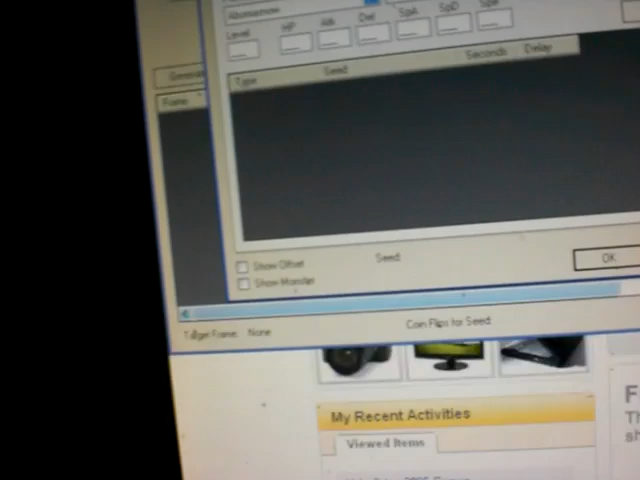 Abomasnow
Level HP Atk Def SpA SpD Spe
Type Seed Seconds Delay
Frame
Show Offset
Seed:
OK
Show Monster
Target Frame: None
Coin Flips for Seed:
My Recent Activities
Viewed Items